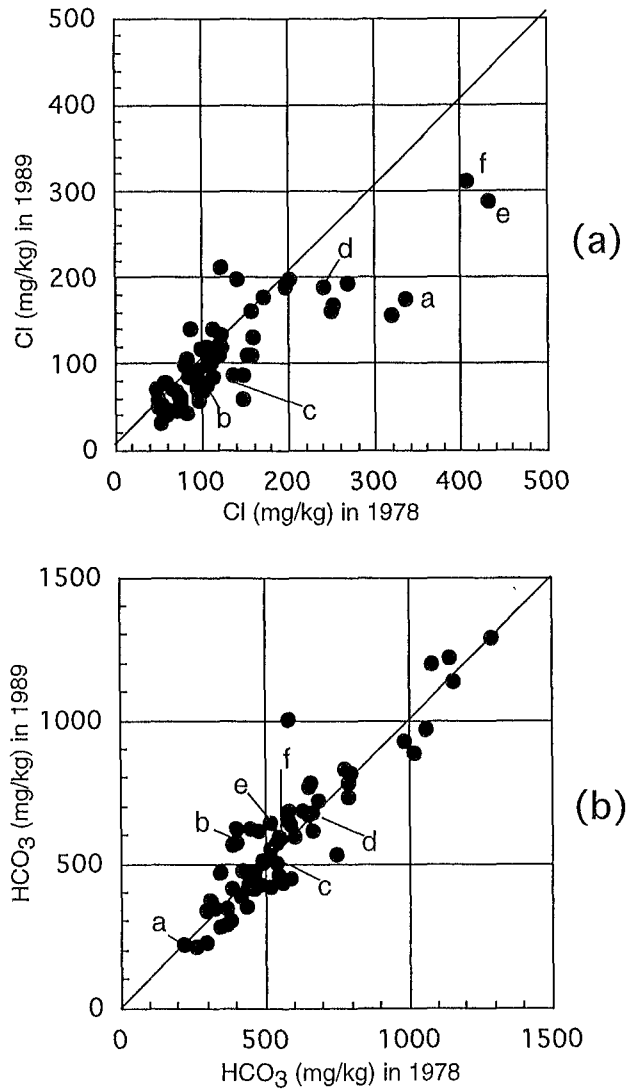 500
400
300
200
100
0
Cl (mg/kg) in 1989
f
e
d
a
b
c
(a)
0 100 200 300 400 500
Cl (mg/kg) in 1978
1500
1000
500
0
HCO3 (mg/kg) in 1989
f
e
b
d
c
a
(b)
0 500 1000 1500
HCO3 (mg/kg) in 1978